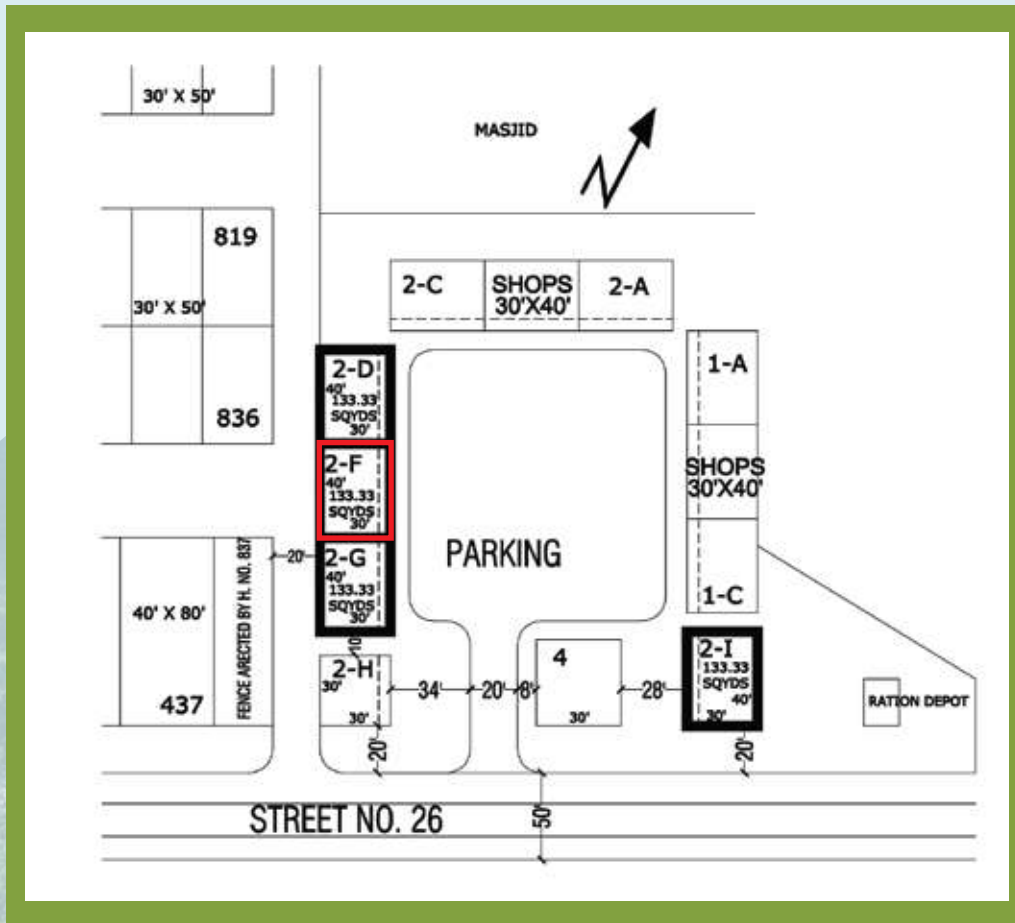 30' X 50'
MASJID
819
30' X 50'
836
2-C
SHOPS
30'X40'
2-A
1-A
SHOPS
30'X40'
1-C
2-D
40'
133.33
SQYDS
30'
2-F
40'
133.33
SQYDS
30'
2-G
40'
133.33
SQYDS
30'
PARKING
20'
40' X 80'
437
FENCE ARECTED BY H. NO. 837
10'
2-H
30'
30'
34'
20'
8'
4
30'
28'
2-I
133.33
SQYDS
40'
30'
RATION DEPOT
20'
20'
STREET NO. 26
50'